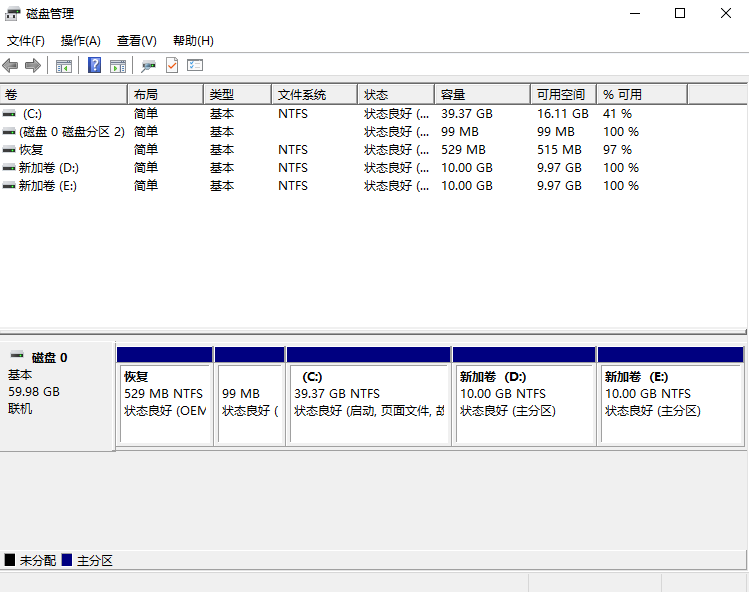 磁盘管理
文件(F) 操作(A) 查看(V) 帮助(H)
卷 布局 类型 文件系统 状态 容量 可用空间 % 可用
(C:) 简单 基本 NTFS 状态良好 (... 39.37 GB 16.11 GB 41 %
(磁盘 0 磁盘分区 2) 简单 基本 状态良好 (... 99 MB 99 MB 100 %
恢复 简单 基本 NTFS 状态良好 (... 529 MB 515 MB 97 %
新加卷 (D:) 简单 基本 NTFS 状态良好 (... 10.00 GB 9.97 GB 100 %
新加卷 (E:) 简单 基本 NTFS 状态良好 (... 10.00 GB 9.97 GB 100 %
磁盘 0
基本
59.98 GB
联机
恢复
529 MB NTFS
状态良好 (OEM
99 MB
状态良好 (
(C:)
39.37 GB NTFS
状态良好 (启动, 页面文件, 故
新加卷 (D:)
10.00 GB NTFS
状态良好 (主分区)
新加卷 (E:)
10.00 GB NTFS
状态良好 (主分区)
未分配 主分区